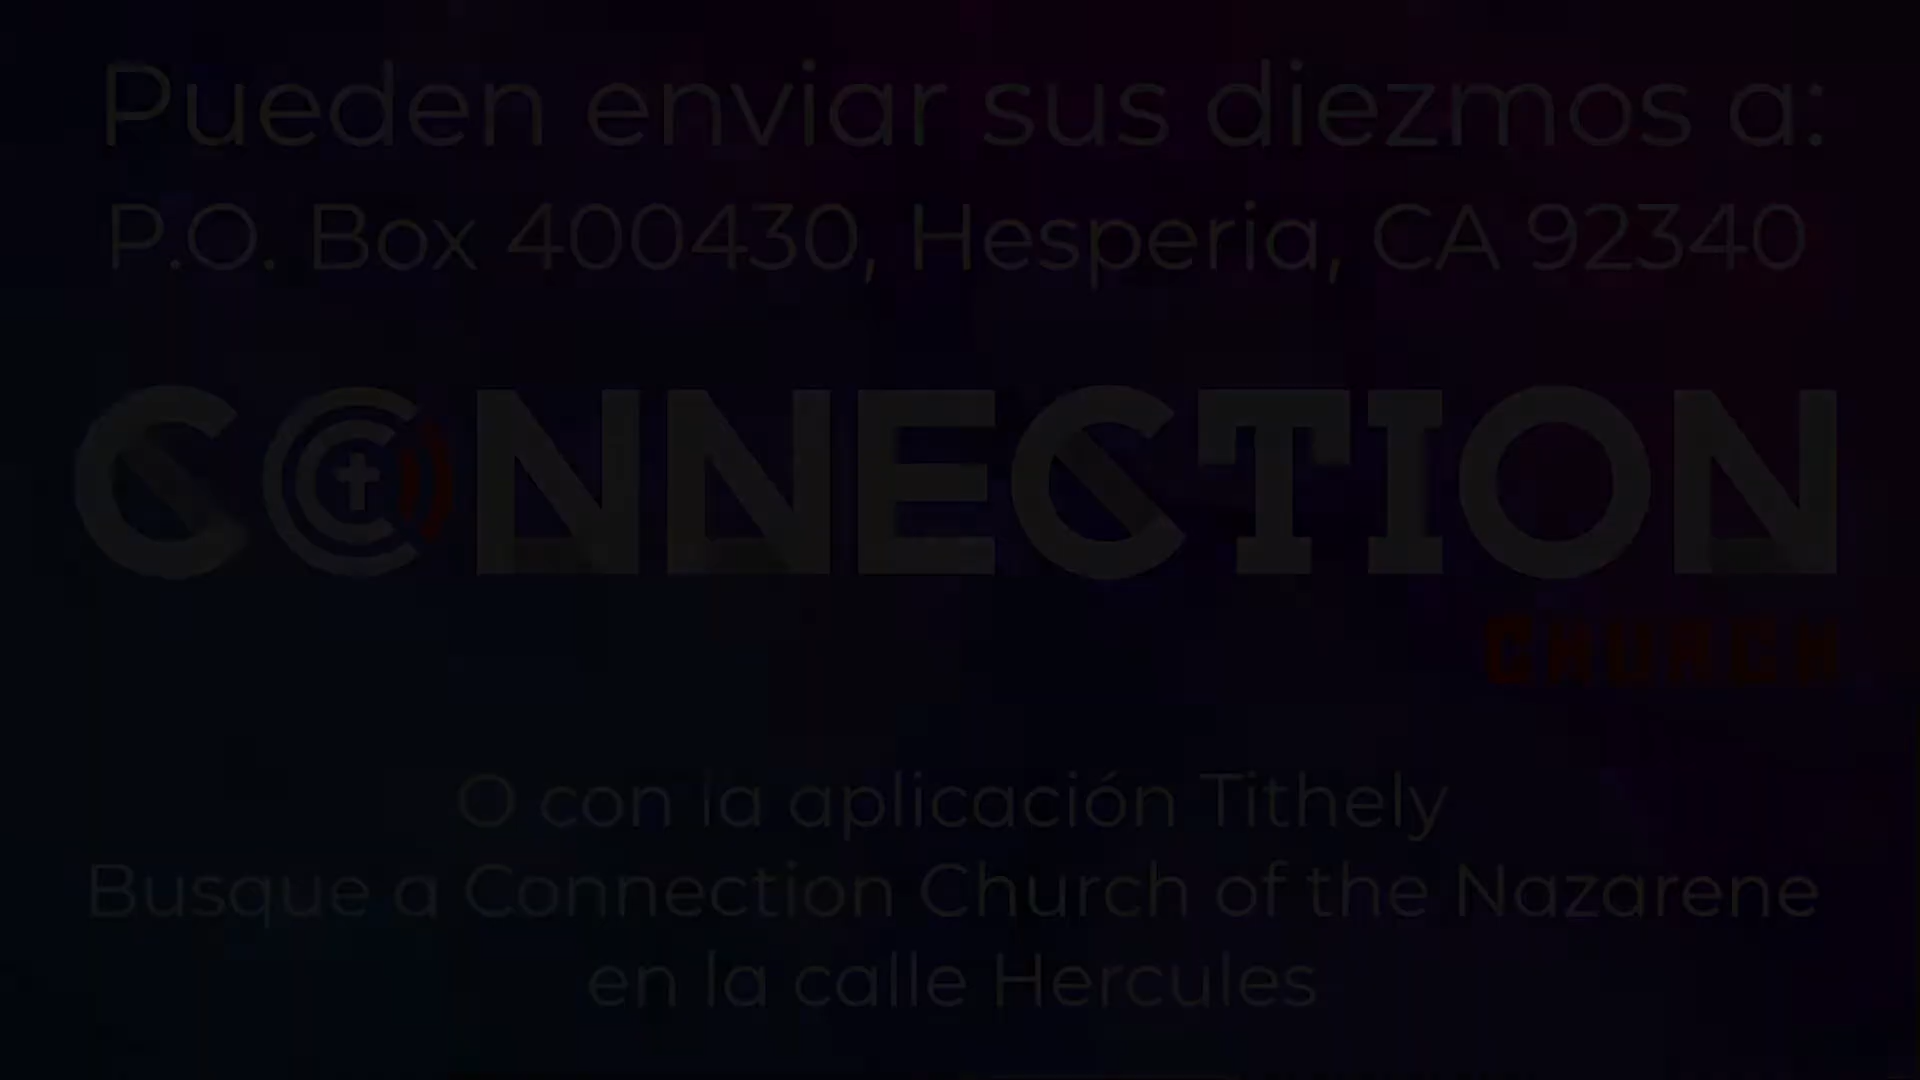 Pueden enviar sus diezmos a:
P.O. Box 400430, Hesperia, CA 92340
CONNECTION
CHURCH
O con la aplicación Tithely
Busque a Connection Church of the Nazarene
en la calle Hercules